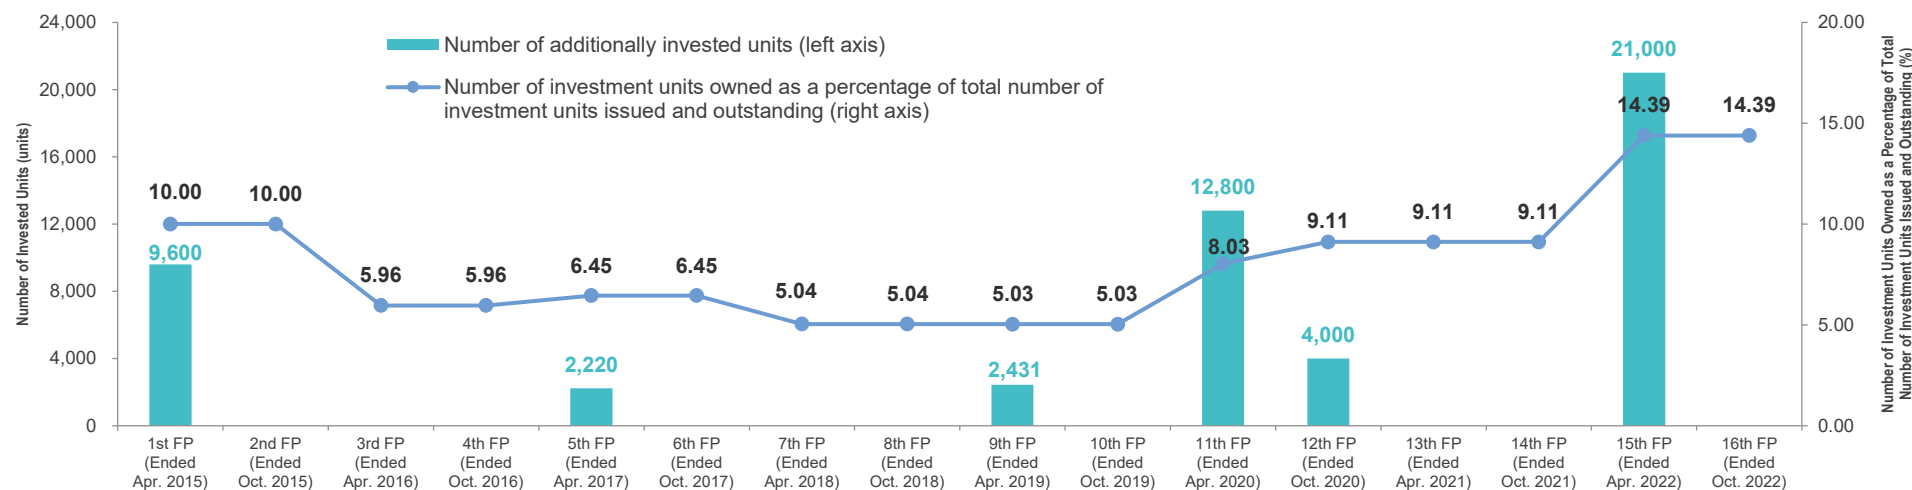 Number of Invested Units (units)
24,000
20,000
16,000
12,000
8,000
4,000
0
Number of additionally invested units (left axis)
Number of investment units owned as a percentage of total number of
investment units issued and outstanding (right axis)
10.00
10.00
5.96
5.96
6.45
6.45
5.04
5.04
5.03
5.03
8.03
9.11
9.11
9.11
14.39
14.39
9,600
2,220
2,431
12,800
4,000
21,000
20.00
15.00
10.00
5.00
0.00
Number of Investment Units Owned as a Percentage of Total
Number of Investment Units Issued and Outstanding (%)
1st FP
(Ended
Apr. 2015)
2nd FP
(Ended
Oct. 2015)
3rd FP
(Ended
Apr. 2016)
4th FP
(Ended
Oct. 2016)
5th FP
(Ended
Apr. 2017)
6th FP
(Ended
Oct. 2017)
7th FP
(Ended
Apr. 2018)
8th FP
(Ended
Oct. 2018)
9th FP
(Ended
Apr. 2019)
10th FP
(Ended
Oct. 2019)
11th FP
(Ended
Apr. 2020)
12th FP
(Ended
Oct. 2020)
13th FP
(Ended
Apr. 2021)
14th FP
(Ended
Oct. 2021)
15th FP
(Ended
Apr. 2022)
16th FP
(Ended
Oct. 2022)